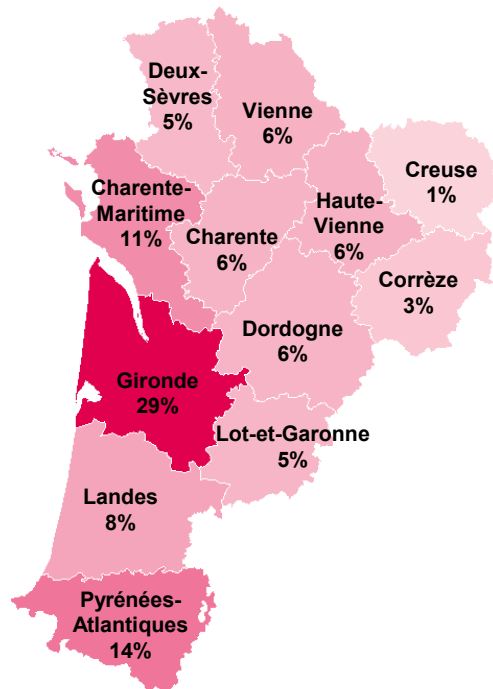 Deux-
Sèvres
5%
Vienne
6%
Creuse
1%
Charente-
Maritime
11%
Charente
6%
Haute-
Vienne
6%
Corrèze
3%
Dordogne
6%
Gironde
29%
Lot-et-Garonne
5%
Landes
8%
Pyrénées-
Atlantiques
14%